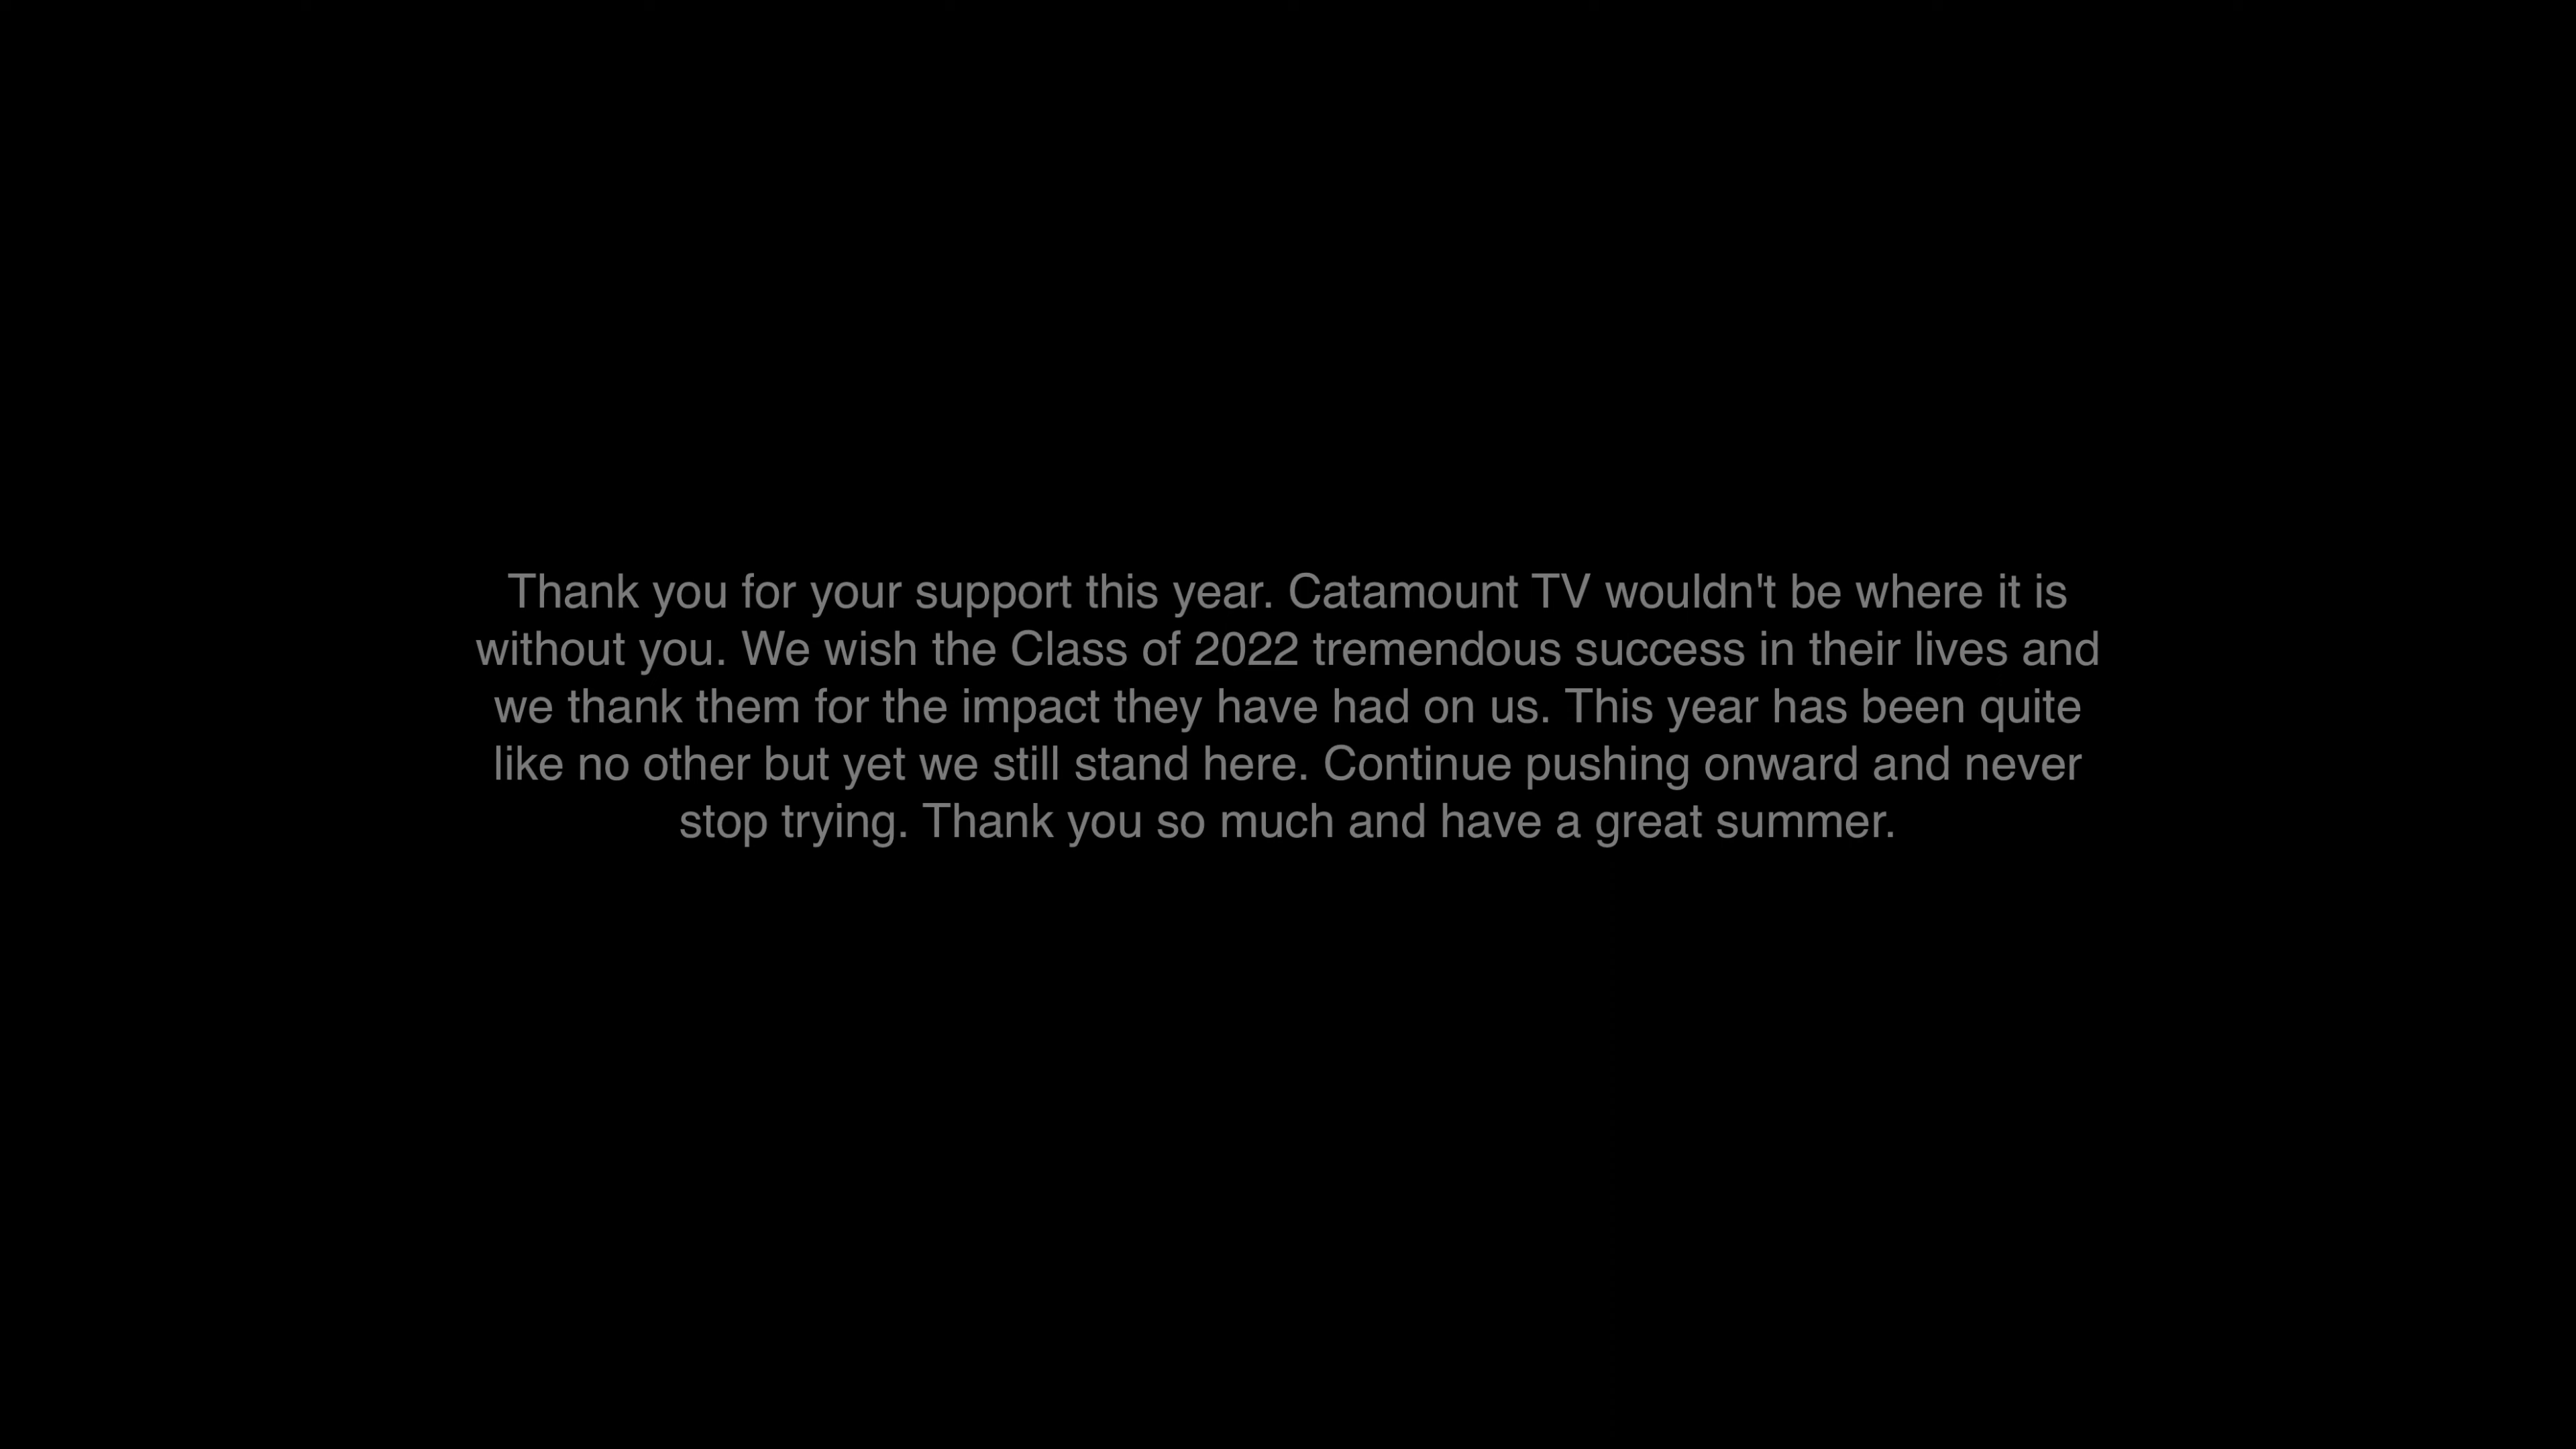 Thank you for your support this year. Catamount TV wouldn't be where it is
without you. We wish the Class of 2022 tremendous success in their lives and
we thank them for the impact they have had on us. This year has been quite
like no other but yet we still stand here. Continue pushing onward and never
stop trying. Thank you so much and have a great summer.